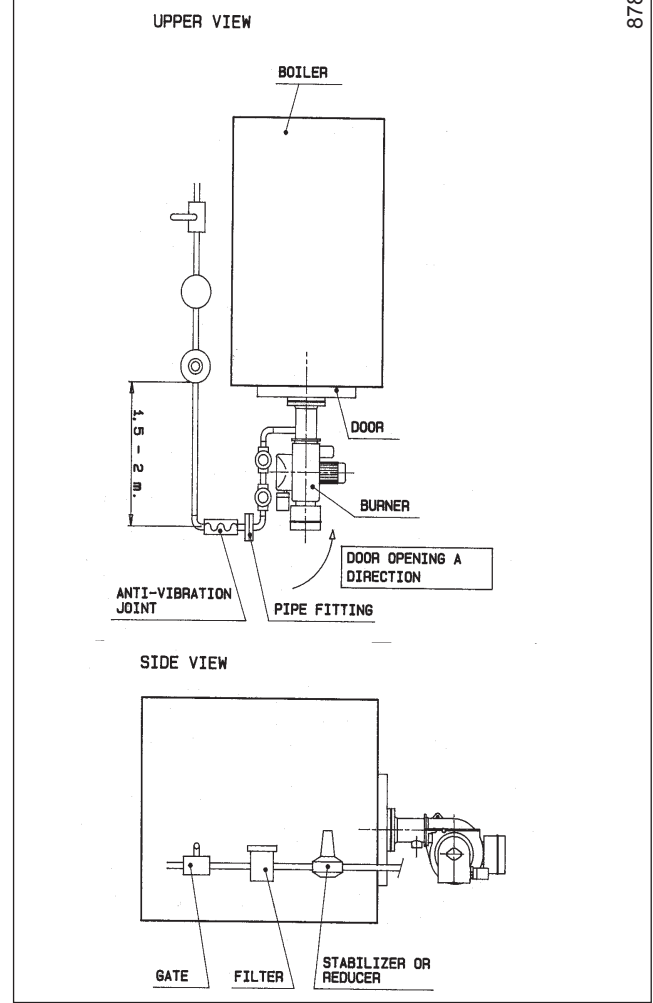 UPPER VIEW
878
BOILER
DOOR
1,5 - 2 m.
BURNER
DOOR OPENING A
DIRECTION
ANTI-VIBRATION
JOINT
PIPE FITTING
SIDE VIEW
GATE
FILTER
STABILIZER OR
REDUCER